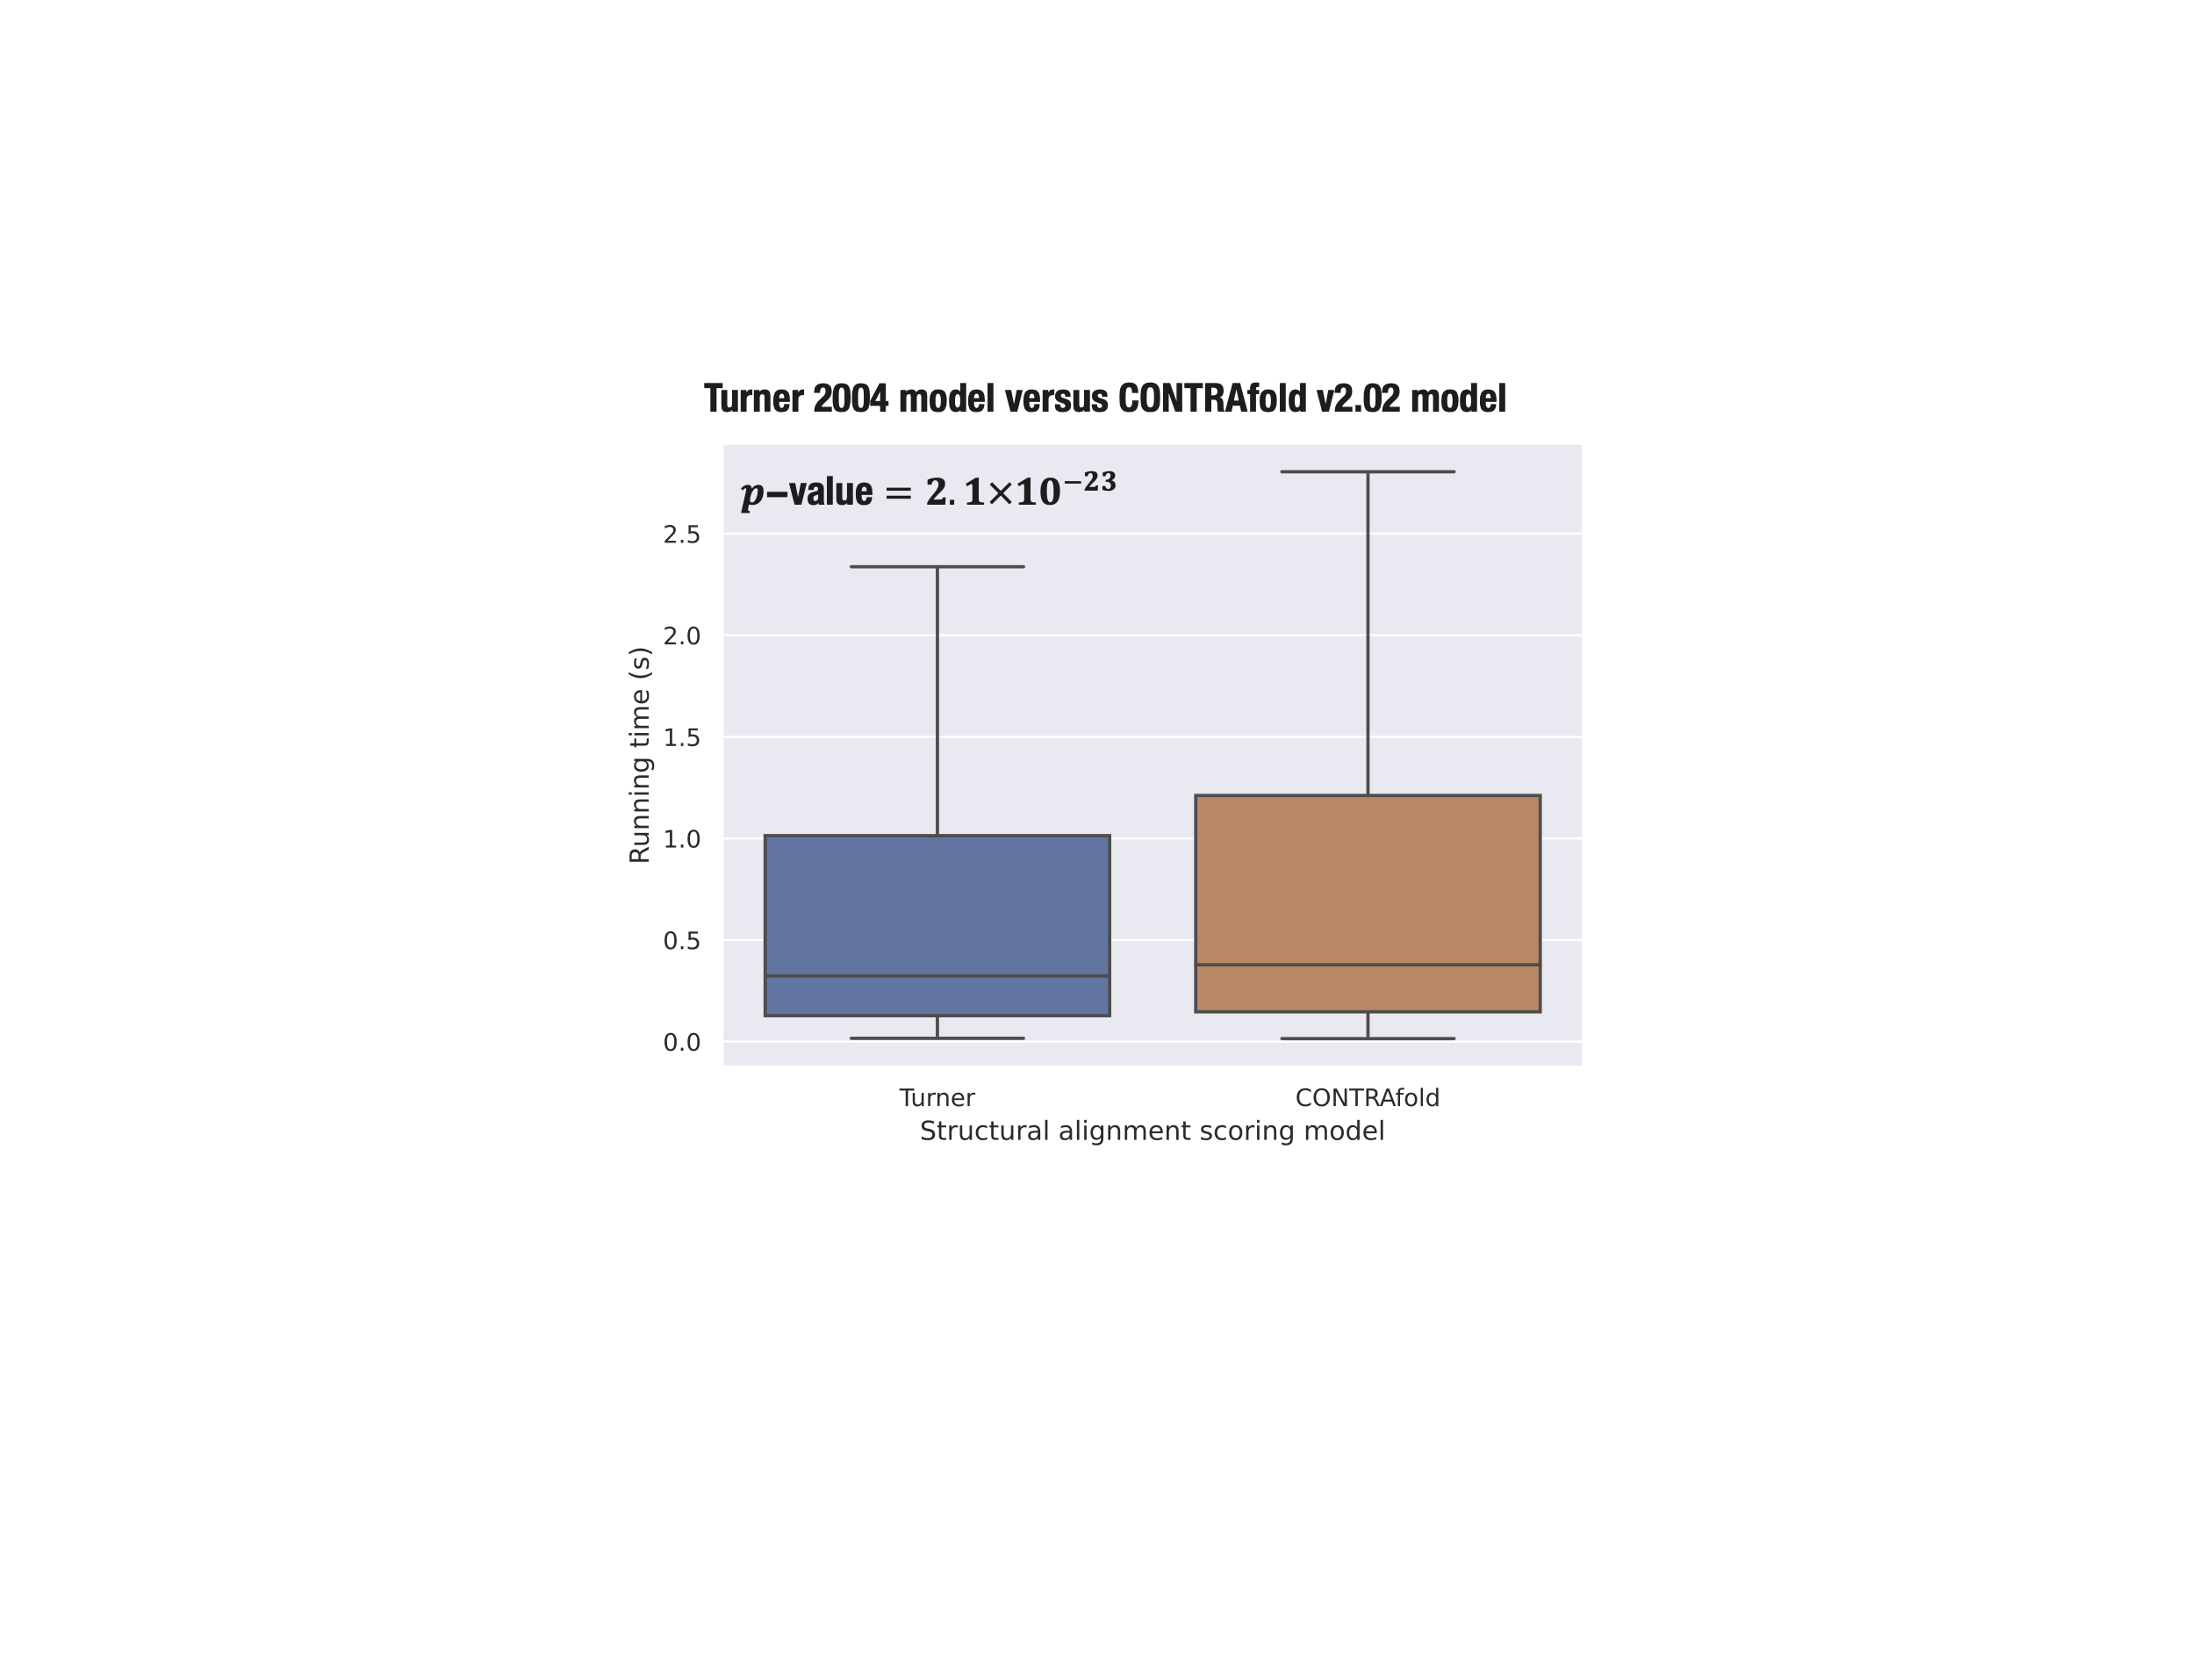 Turner 2004 model versus CONTRAfold v2.02 model
p-value = 2.1×10⁻²³
2.5
2.0
1.5
1.0
0.5
0.0
Running time (s)
Turner CONTRAfold
Structural alignment scoring model